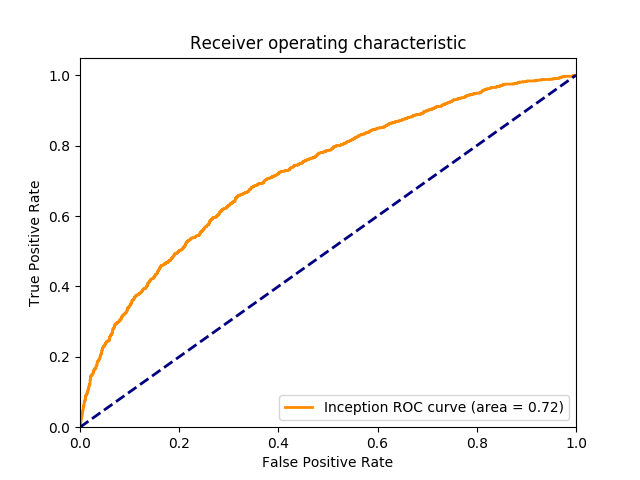 Receiver operating characteristic
True Positive Rate
1.0
0.8
0.6
0.4
0.2
0.0
Inception ROC curve (area = 0.72)
0.0 0.2 0.4 0.6 0.8 1.0
False Positive Rate